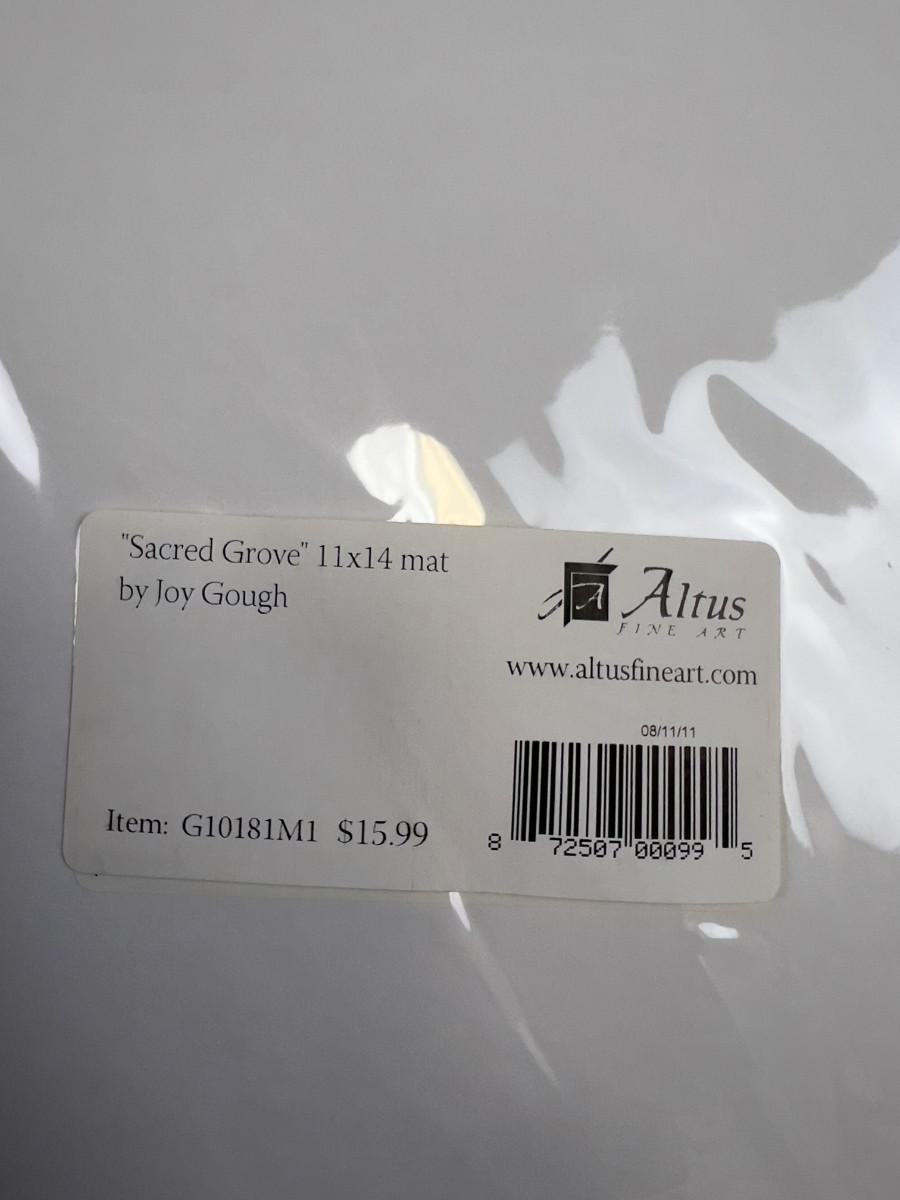 "Sacred Grove" 11x14 mat
by Joy Gough
A
Altus
FINE ART
www.altusfineart.com
08/11/11
8 72507 00099 5
Item: G10181M1 $15.99